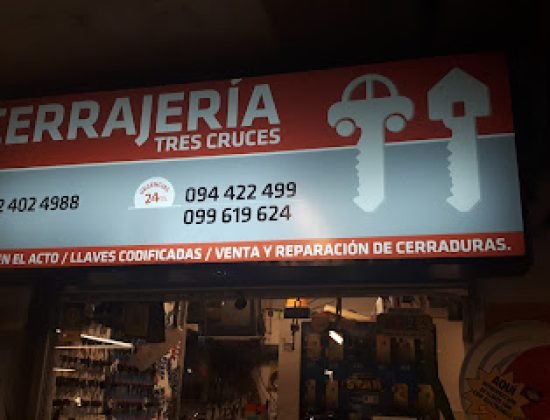 CERRAJERÍA
TRES CRUCES
2 402 4988
URGENCIAS
24
094 422 499
099 619 624
EN EL ACTO / LLAVES CODIFICADAS / VENTA Y REPARACIÓN DE CERRADURAS.
AQUÍ